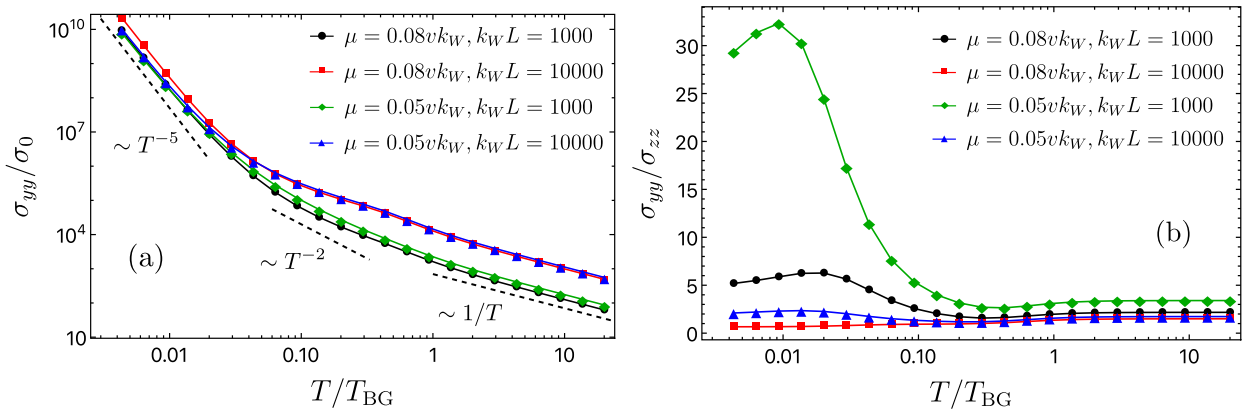 10^10
10^7
10^4
10
σ_yy/σ_0
μ = 0.08vk_W, k_W L = 1000
μ = 0.08vk_W, k_W L = 10000
μ = 0.05vk_W, k_W L = 1000
μ = 0.05vk_W, k_W L = 10000
~ T^−5
~ T^−2
~ 1/T
(a)
0.01 0.10 1 10
T/T_BG
30
25
20
15
10
5
0
σ_yy/σ_zz
μ = 0.08vk_W, k_W L = 1000
μ = 0.08vk_W, k_W L = 10000
μ = 0.05vk_W, k_W L = 1000
μ = 0.05vk_W, k_W L = 10000
(b)
0.01 0.10 1 10
T/T_BG